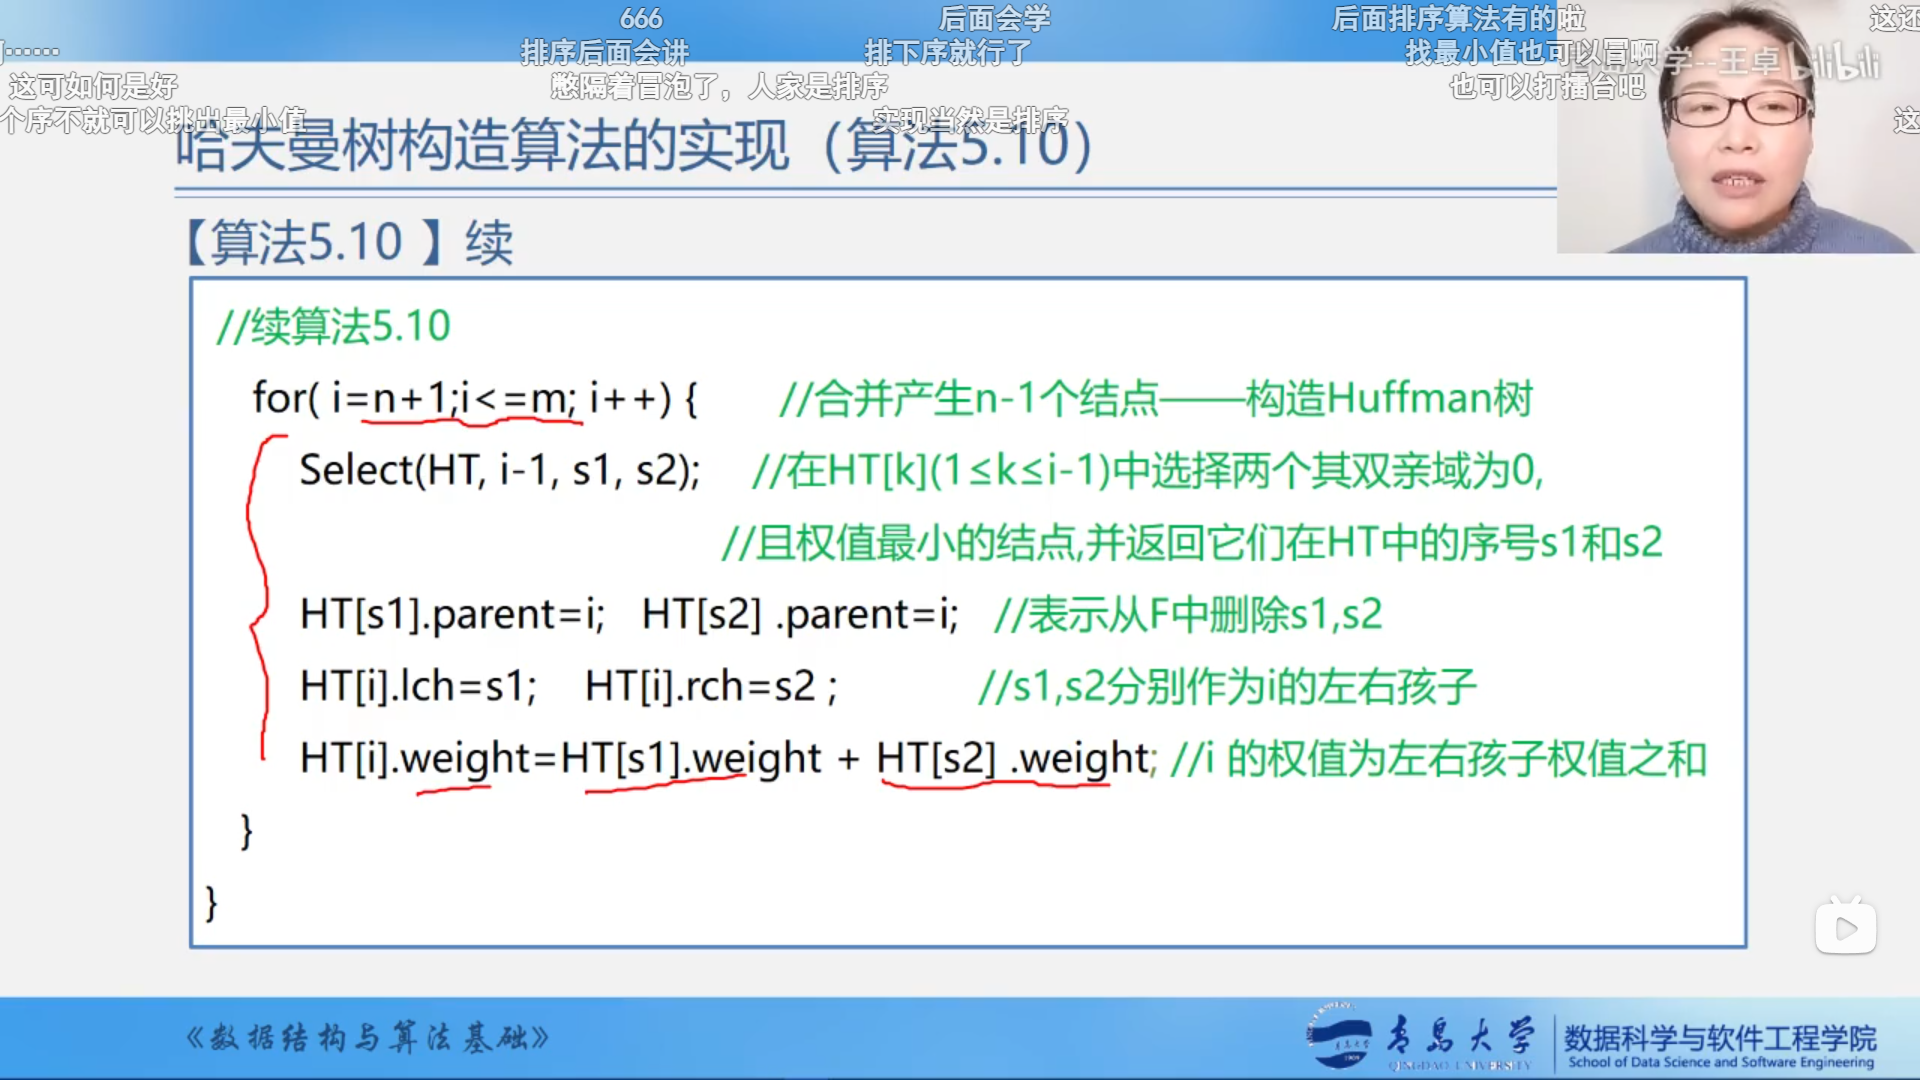 666
后面会学
后面排序算法有的啦
这还
排序后面会讲
排下序就行了
找最小值也可以冒啊
大学--王卓
bilibili
这可如何是好
憋隔着冒泡了，人家是排序
也可以打擂台吧
个序不就可以挑出最小值
实现当然是排序
这
哈夫曼树构造算法的实现（算法5.10）
【算法5.10 】续
//续算法5.10
for( i=n+1;i<=m; i++) { //合并产生n-1个结点——构造Huffman树
Select(HT, i-1, s1, s2); //在HT[k](1≤k≤i-1)中选择两个其双亲域为0,
//且权值最小的结点,并返回它们在HT中的序号s1和s2
HT[s1].parent=i; HT[s2] .parent=i; //表示从F中删除s1,s2
HT[i].lch=s1; HT[i].rch=s2 ; //s1,s2分别作为i的左右孩子
HT[i].weight=HT[s1].weight + HT[s2] .weight; //i 的权值为左右孩子权值之和
}
}
《数据结构与算法基础》
青岛大学
QINGDAO UNIVERSITY
数据科学与软件工程学院
School of Data Science and Software Engineering